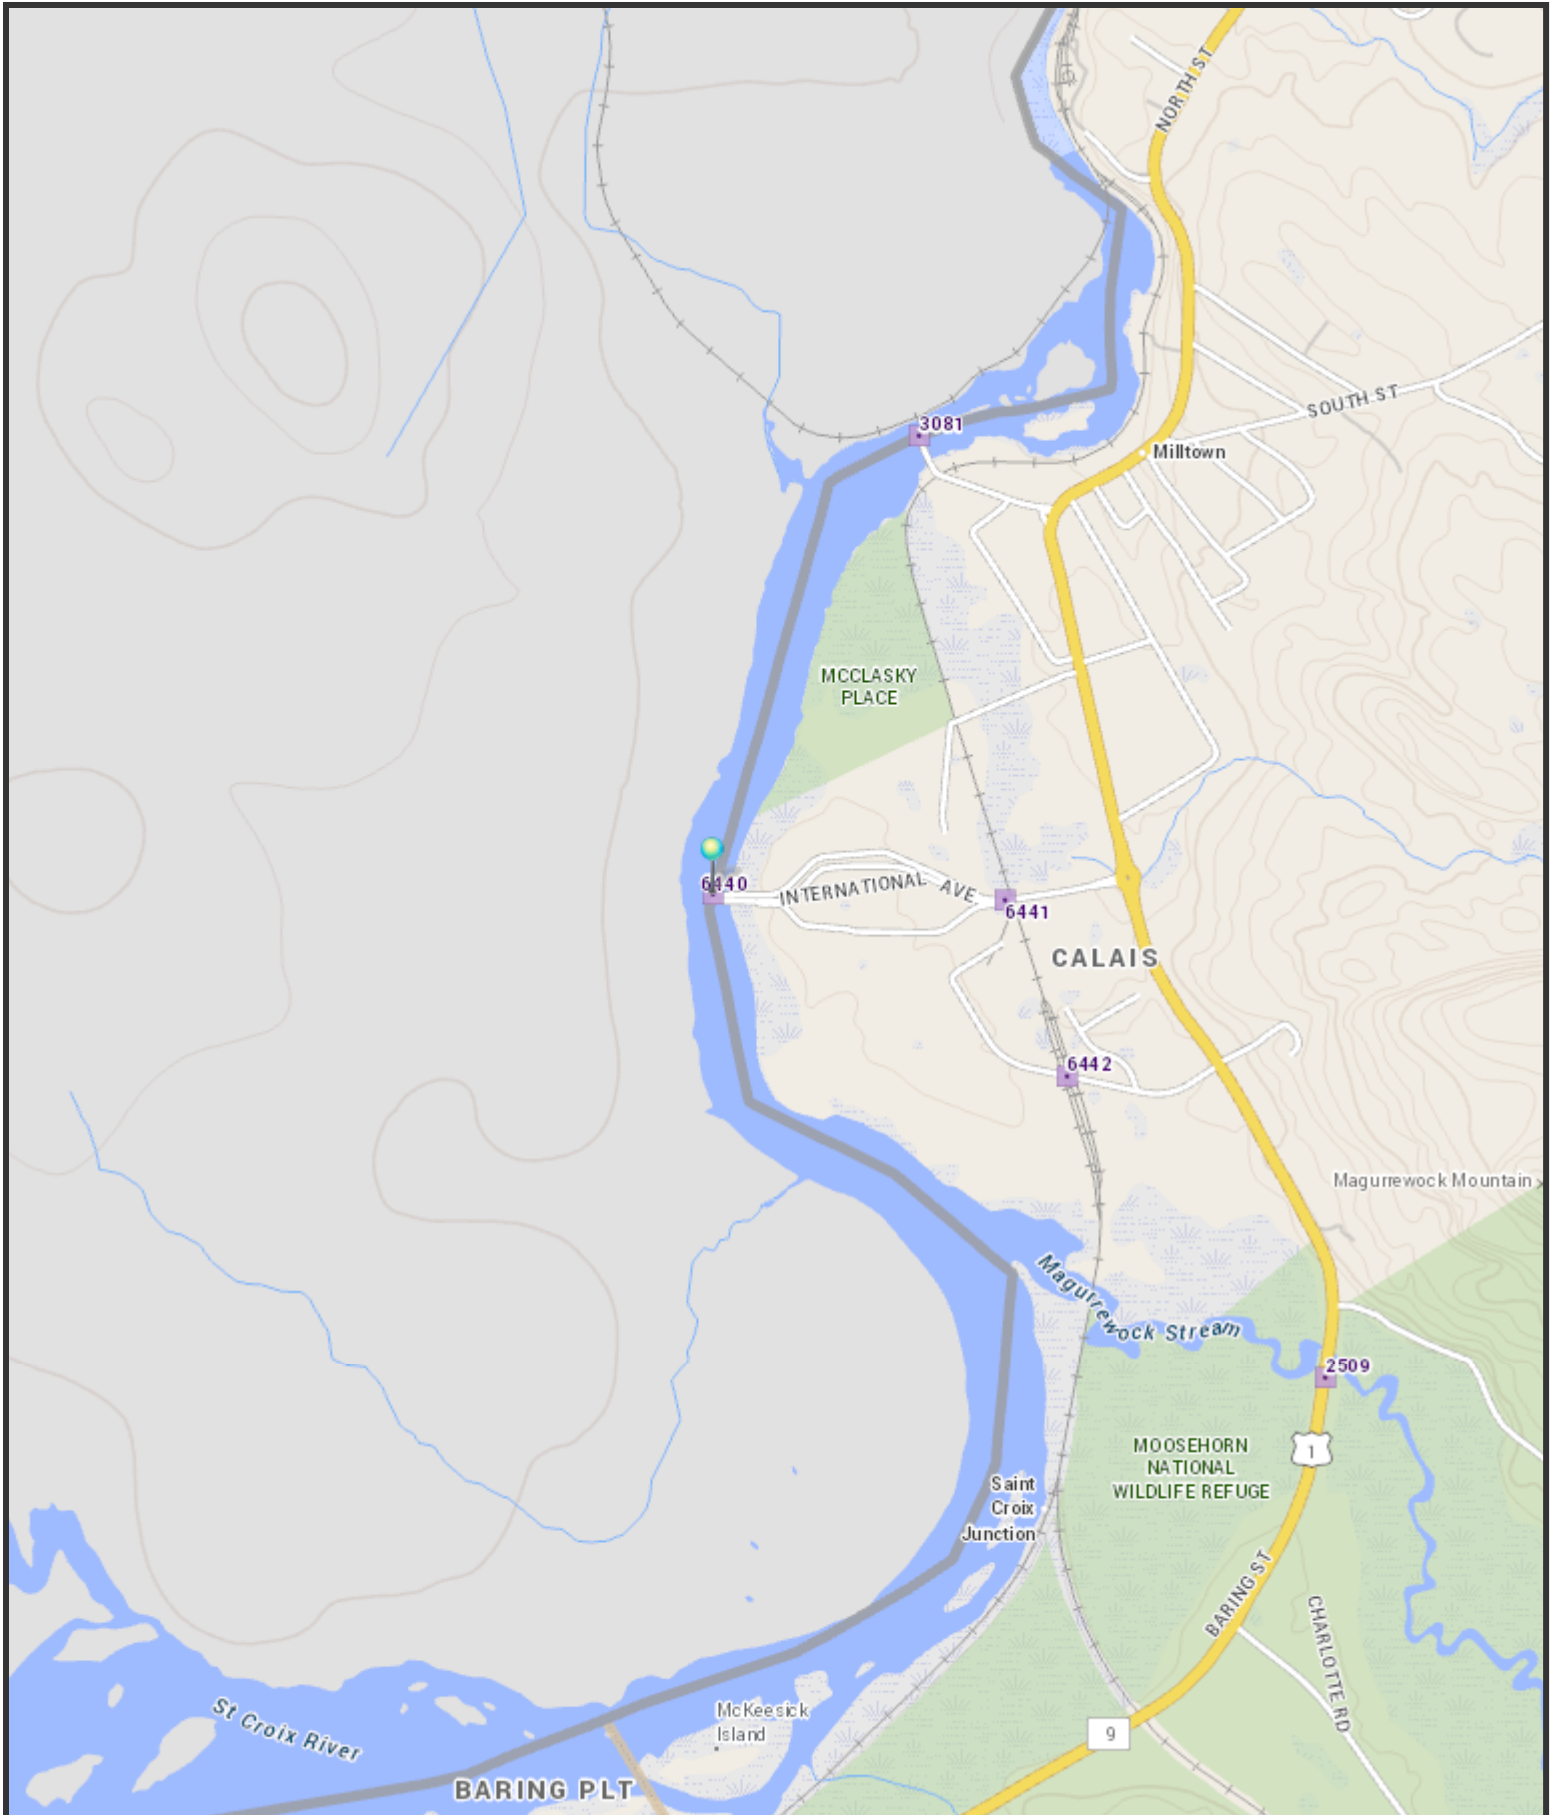 NORTH ST
3081
SOUTH ST
Milltown
MCCLASKY
PLACE
6440
INTERNATIONAL AVE
6441
CALAIS
6442
Magurrewock Mountain
Magurrewock Stream
2509
MOOSEHORN
NATIONAL
WILDLIFE REFUGE
1
Saint
Croix
Junction
BARING ST
CHARLOTTE RD
McKeesick
Island
St Croix River
9
BARING PLT